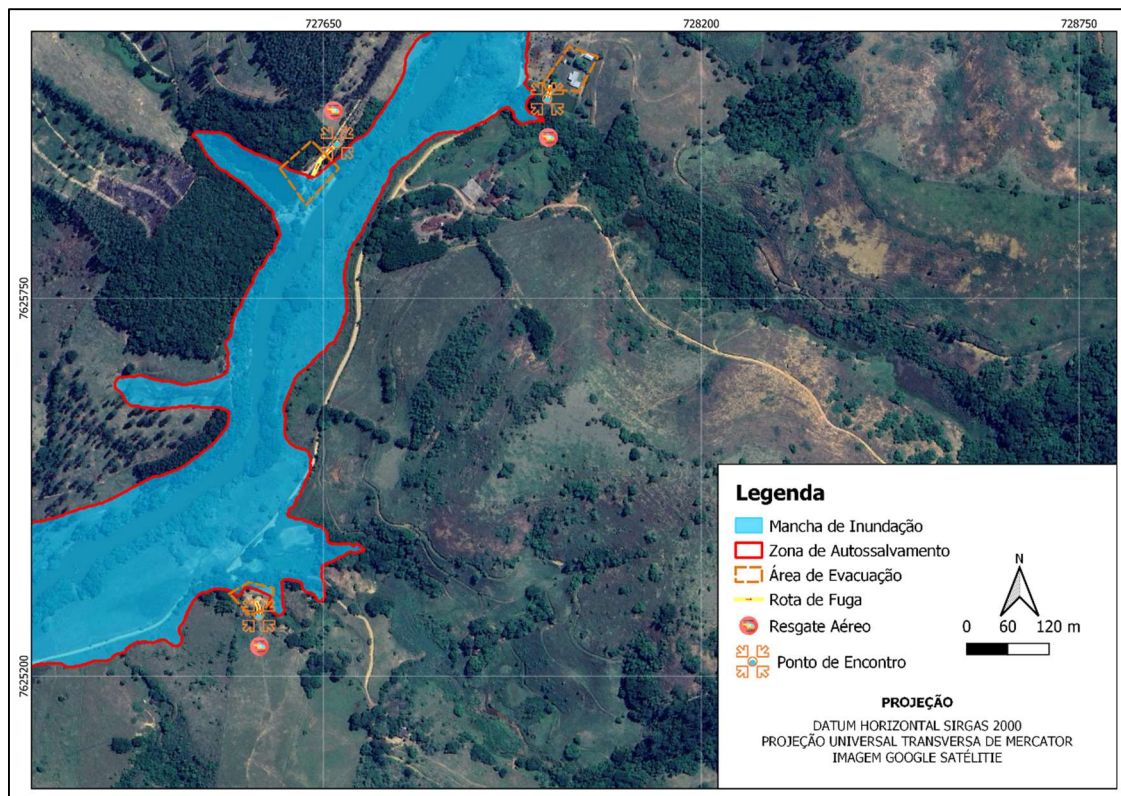 727650
728200
728750
7625750
7625200
Legenda
Mancha de Inundação
Zona de Autossalvamento
Área de Evacuação
Rota de Fuga
Resgate Aéreo
Ponto de Encontro
N
0 60 120 m
PROJEÇÃO
DATUM HORIZONTAL SIRGAS 2000
PROJEÇÃO UNIVERSAL TRANSVERSA DE MERCATOR
IMAGEM GOOGLE SATÉLITIE